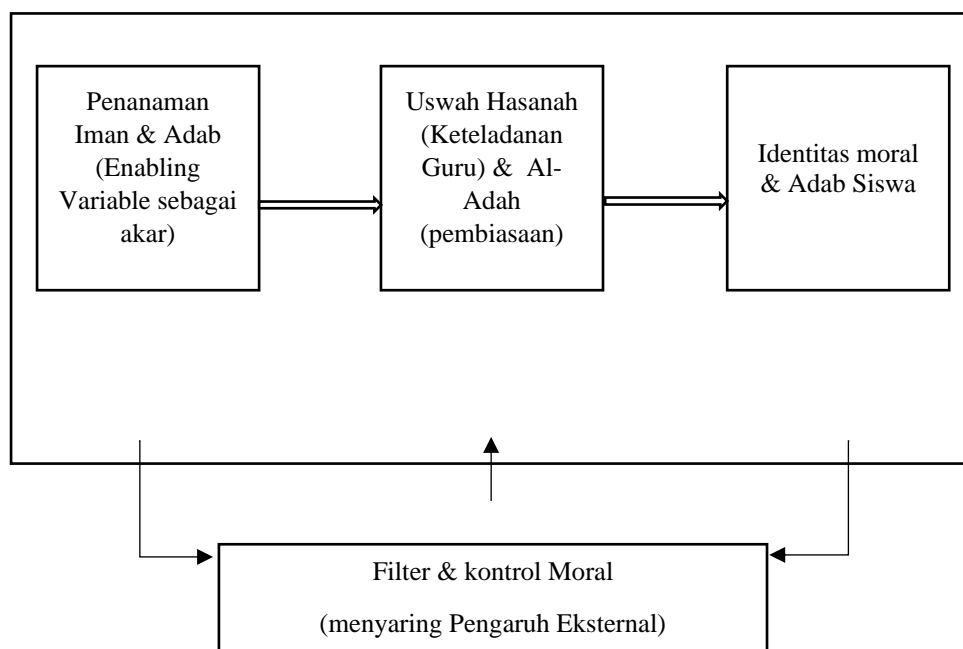 Penanaman
Iman & Adab
(Enabling
Variable sebagai
akar)
Uswah Hasanah
(Keteladanan
Guru) & Al-
Adah
(pembiasaan)
Identitas moral
& Adab Siswa
Filter & kontrol Moral
(menyaring Pengaruh Eksternal)